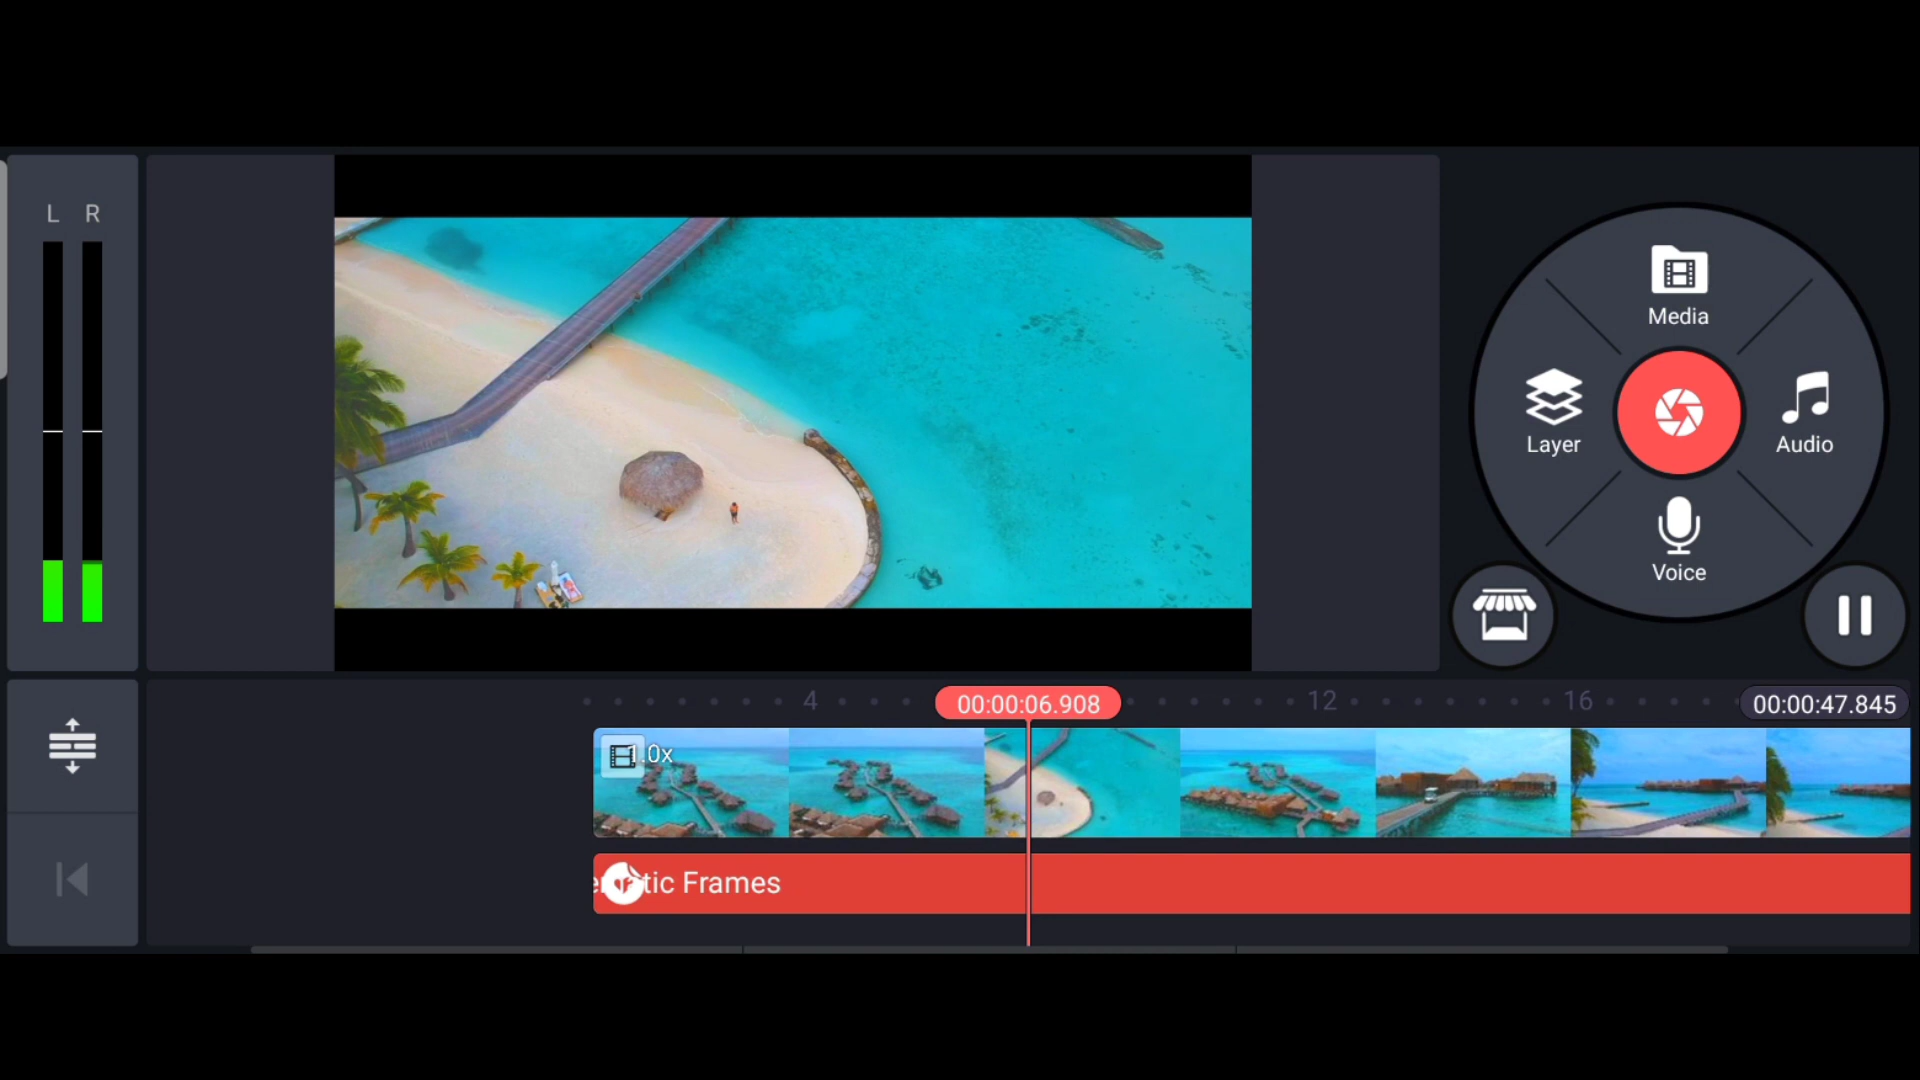 L R
Media
Layer
Audio
Voice
4
00:00:06.908
12
16
00:00:47.845
1.0x
tic Frames